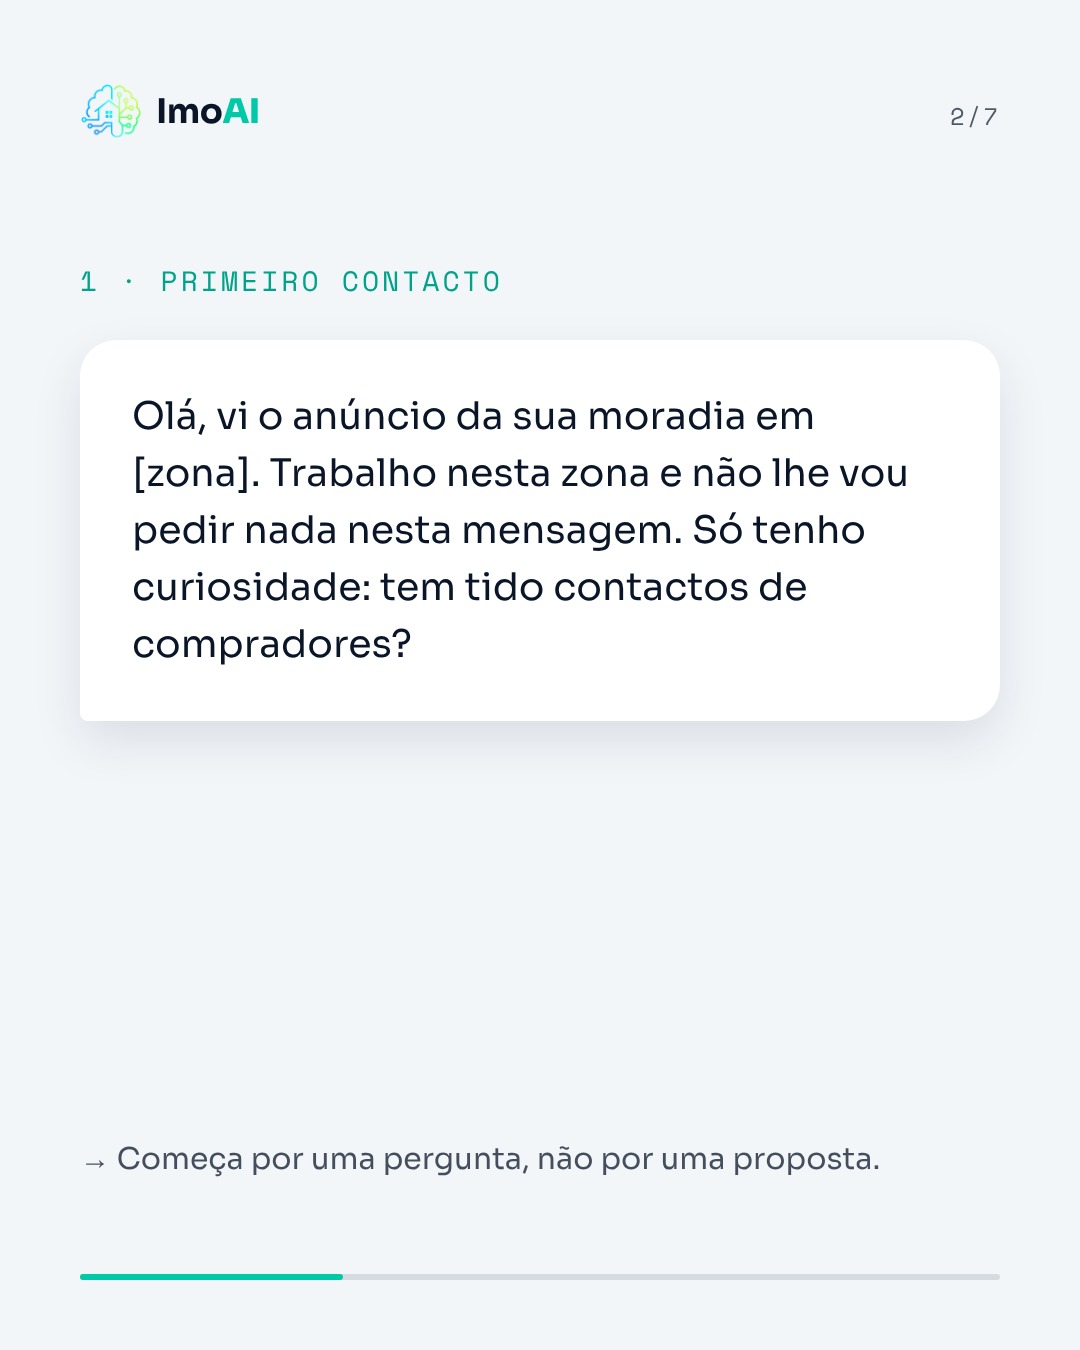 ImoAI
2/7
1 · PRIMEIRO CONTACTO
Olá, vi o anúncio da sua moradia em
[zona]. Trabalho nesta zona e não lhe vou
pedir nada nesta mensagem. Só tenho
curiosidade: tem tido contactos de
compradores?
→ Começa por uma pergunta, não por uma proposta.